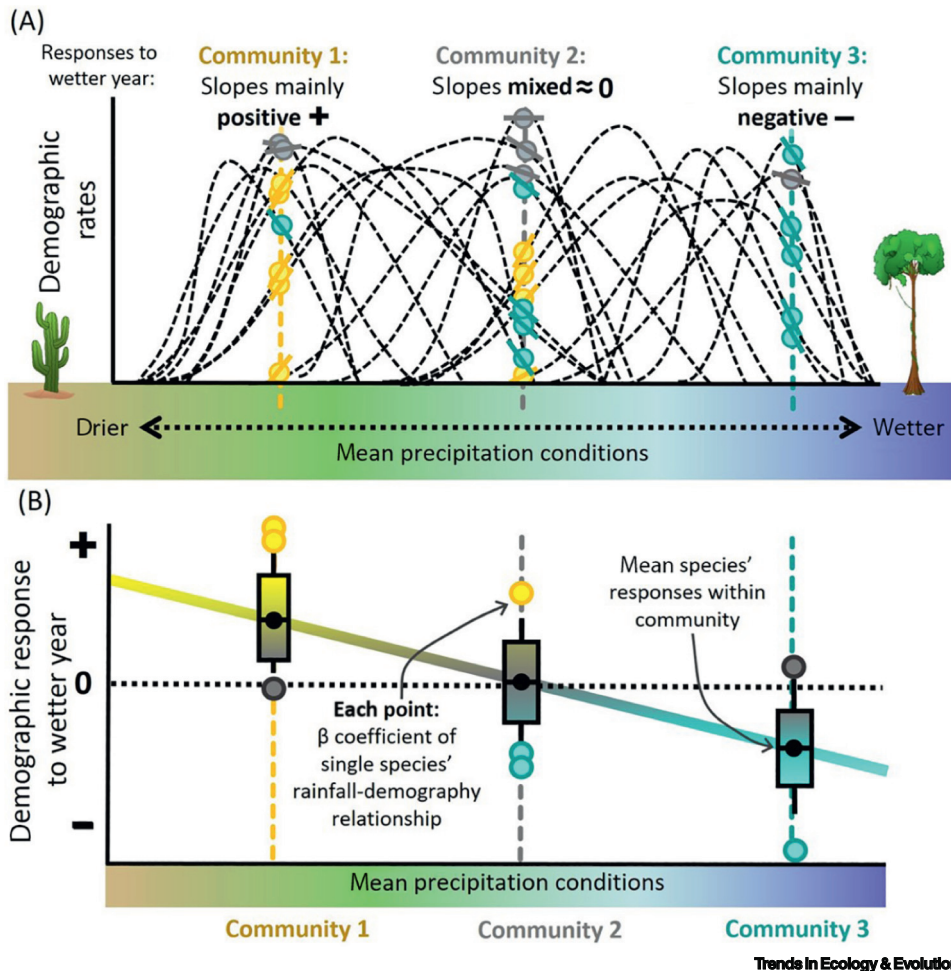 (A)
Responses to
wetter year:
Community 1:
Slopes mainly
positive +
Community 2:
Slopes mixed ≈ 0
Community 3:
Slopes mainly
negative −
Demographic
rates
Drier
Wetter
Mean precipitation conditions
(B)
Demographic response
to wetter year
+
0
−
Each point:
β coefficient of
single species'
rainfall-demography
relationship
Mean species'
responses within
community
Mean precipitation conditions
Community 1
Community 2
Community 3
Trends in Ecology & Evolution